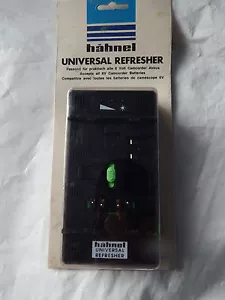 hähnel
UNIVERSAL REFRESHER
Passend für praktisch alle 6 Volt Camcorder-Akkus
Accepts all 6V Camcorder Batteries
Compatible avec toutes les batteries de camescope 6V
hähnel
UNIVERSAL
REFRESHER